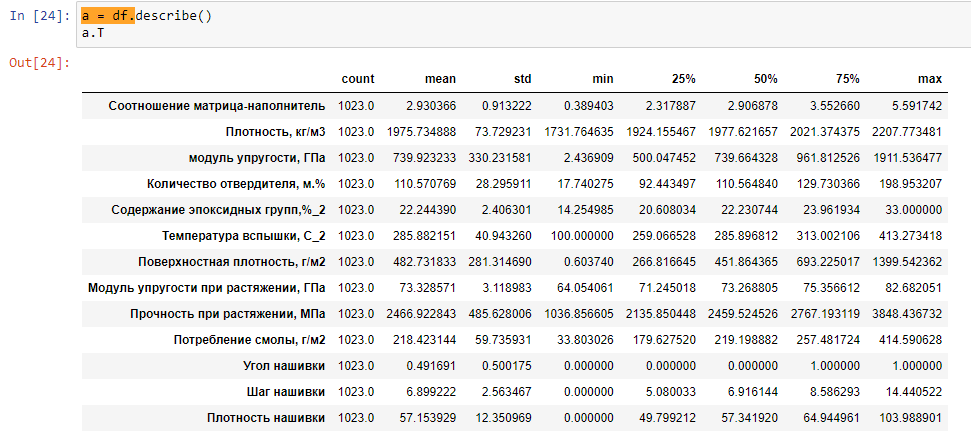 In [24]: a = df.describe()
a.T
Out[24]:
count mean std min 25% 50% 75% max
Соотношение матрица-наполнитель 1023.0 2.930366 0.913222 0.389403 2.317887 2.906878 3.552660 5.591742
Плотность, кг/м3 1023.0 1975.734888 73.729231 1731.764635 1924.155467 1977.621657 2021.374375 2207.773481
модуль упругости, ГПа 1023.0 739.923233 330.231581 2.436909 500.047452 739.664328 961.812526 1911.536477
Количество отвердителя, м.% 1023.0 110.570769 28.295911 17.740275 92.443497 110.564840 129.730366 198.953207
Содержание эпоксидных групп,%_2 1023.0 22.244390 2.406301 14.254985 20.608034 22.230744 23.961934 33.000000
Температура вспышки, С_2 1023.0 285.882151 40.943260 100.000000 259.066528 285.896812 313.002106 413.273418
Поверхностная плотность, г/м2 1023.0 482.731833 281.314690 0.603740 266.816645 451.864365 693.225017 1399.542362
Модуль упругости при растяжении, ГПа 1023.0 73.328571 3.118983 64.054061 71.245018 73.268805 75.356612 82.682051
Прочность при растяжении, МПа 1023.0 2466.922843 485.628006 1036.856605 2135.850448 2459.524526 2767.193119 3848.436732
Потребление смолы, г/м2 1023.0 218.423144 59.735931 33.803026 179.627520 219.198882 257.481724 414.590628
Угол нашивки 1023.0 0.491691 0.500175 0.000000 0.000000 0.000000 1.000000 1.000000
Шаг нашивки 1023.0 6.899222 2.563467 0.000000 5.080033 6.916144 8.586293 14.440522
Плотность нашивки 1023.0 57.153929 12.350969 0.000000 49.799212 57.341920 64.944961 103.988901